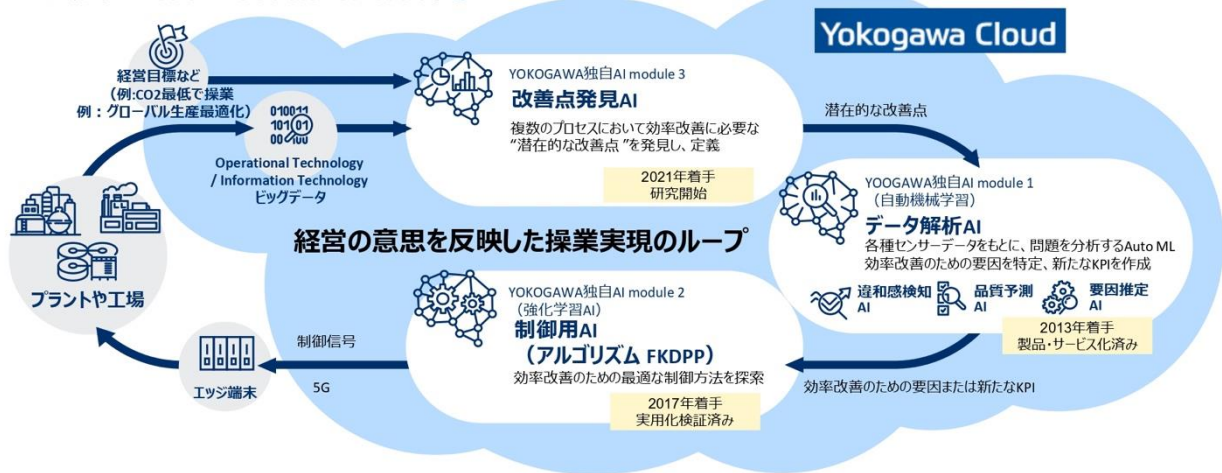 Yokogawa Cloud
経営目標など
（例:CO2最低で操業
例：グローバル生産最適化）
010011
101 01
00 100
Operational Technology
/ Information Technology
ビッグデータ
YOKOGAWA独自AI module 3
改善点発見AI
複数のプロセスにおいて効率改善に必要な
“潜在的な改善点 ”を発見し、定義
2021年着手
研究開始
潜在的な改善点
YOOGAWA独自AI module 1
（自動機械学習）
データ解析AI
各種センサーデータをもとに、問題を分析するAuto ML
効率改善のための要因を特定、新たなKPIを作成
違和感検知
AI
品質予測
AI
要因推定
AI
2013年着手
製品・サービス化済み
経営の意思を反映した操業実現のループ
プラントや工場
YOKOGAWA独自AI module 2
（強化学習AI）
制御用AI
（アルゴリズム FKDPP）
効率改善のための最適な制御方法を探索
2017年着手
実用化検証済み
効率改善のための要因または新たなKPI
制御信号
5G
エッジ端末